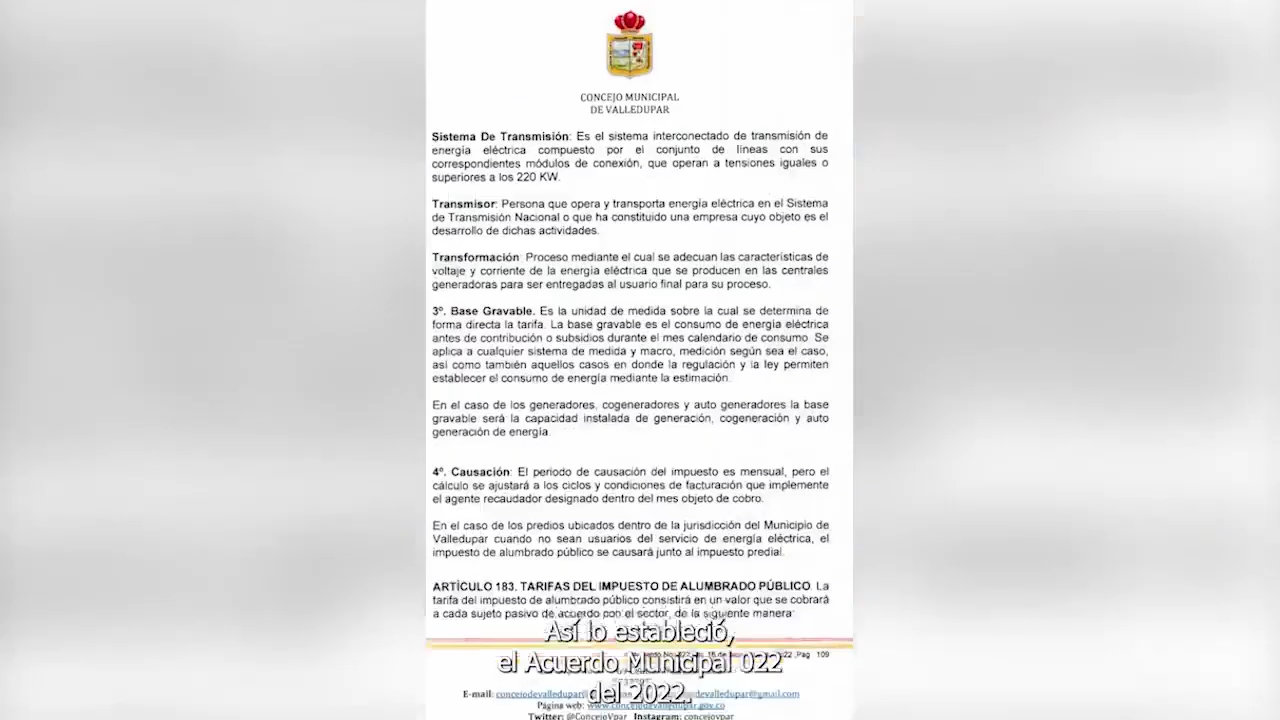 CONCEJO MUNICIPAL
DE VALLEDUPAR
Sistema De Transmisión: Es el sistema interconectado de transmisión de
energía eléctrica compuesto por el conjunto de líneas con sus
correspondientes módulos de conexión, que operan a tensiones iguales o
superiores a los 220 KW.
Transmisor: Persona que opera y transporta energía eléctrica en el Sistema
de Transmisión Nacional o que ha constituido una empresa cuyo objeto es el
desarrollo de dichas actividades.
Transformación: Proceso mediante el cual se adecuan las características de
voltaje y corriente de la energía eléctrica que se producen en las centrales
generadoras para ser entregadas al usuario final para su proceso.
3º. Base Gravable. Es la unidad de medida sobre la cual se determina de
forma directa la tarifa. La base gravable es el consumo de energía eléctrica
antes de contribución o subsidios durante el mes calendario de consumo. Se
aplica a cualquier sistema de medida y macro, medición según sea el caso,
así como también aquellos casos en donde la regulación y la ley permiten
establecer el consumo de energía mediante la estimación.
En el caso de los generadores, cogeneradores y auto generadores la base
gravable será la capacidad instalada de generación, cogeneración y auto
generación de energía.
4º. Causación: El periodo de causación del impuesto es mensual, pero el
cálculo se ajustará a los ciclos y condiciones de facturación que implemente
el agente recaudador designado dentro del mes objeto de cobro.
En el caso de los predios ubicados dentro de la jurisdicción del Municipio de
Valledupar cuando no sean usuarios del servicio de energía eléctrica, el
impuesto de alumbrado público se causará junto al impuesto predial.
ARTÍCULO 183. TARIFAS DEL IMPUESTO DE ALUMBRADO PÚBLICO. La
tarifa del impuesto de alumbrado público consistirá en un valor que se cobrará
a cada sujeto pasivo de acuerdo por el sector, de la siguiente manera:
Así lo estableció,
el Acuerdo Municipal 022
del 2022.
Pag 109
E-mail: concejodevalledupar@ devalledupar@gmail.com
Página web: www.concejodevalledupar.gov.co
Twitter: @ConcejoVpar Instagram: concejovpar